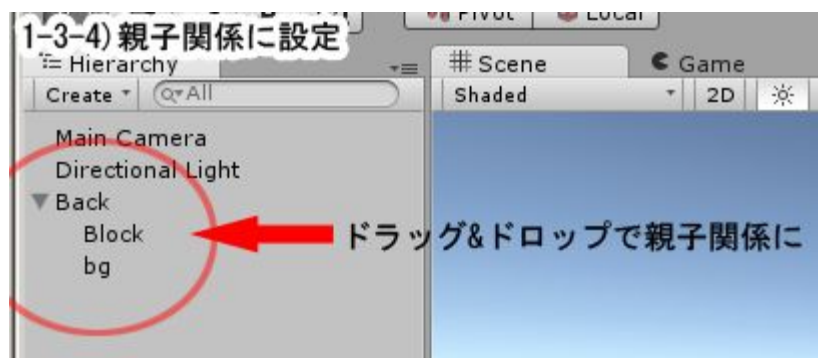 Pivot
Local
1-3-4)親子関係に設定
Hierarchy
# Scene
Game
Create
All
Shaded
2D
Main Camera
Directional Light
Back
Block
ドラッグ&ドロップで親子関係に
bg